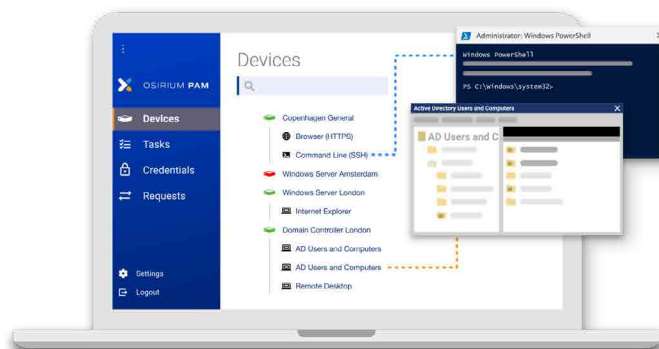 OSIRIUM PAM
Devices
Tasks
Credentials
Requests
Settings
Logout
Devices
Copenhagen General
Browser (HTTPS)
Command Line (SSH)
Windows Server Amsterdam
Windows Server London
Internet Explorer
Domain Controller London
AD Users and Computers
AD Users and Computers
Remote Desktop
Administrator: Windows PowerShell
Windows PowerShell
PS C:\Windows\system32>
Active Directory Users and Computers
AD Users and C